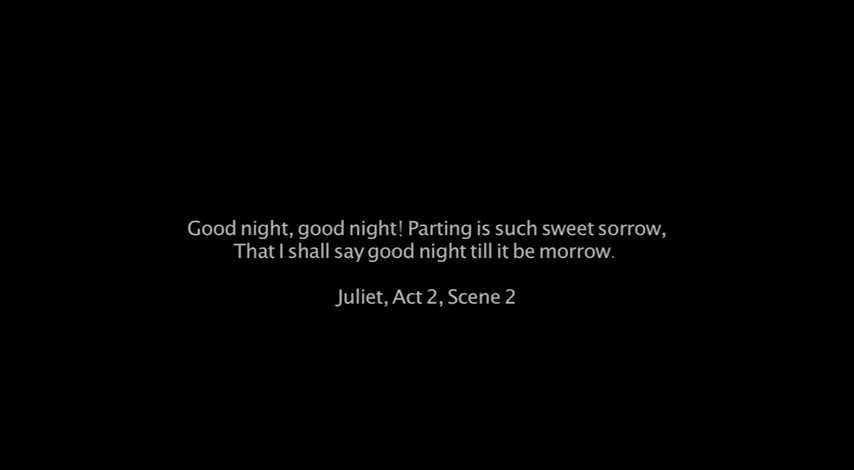 Good night, good night! Parting is such sweet sorrow,
That I shall say good night till it be morrow.
Juliet, Act 2, Scene 2